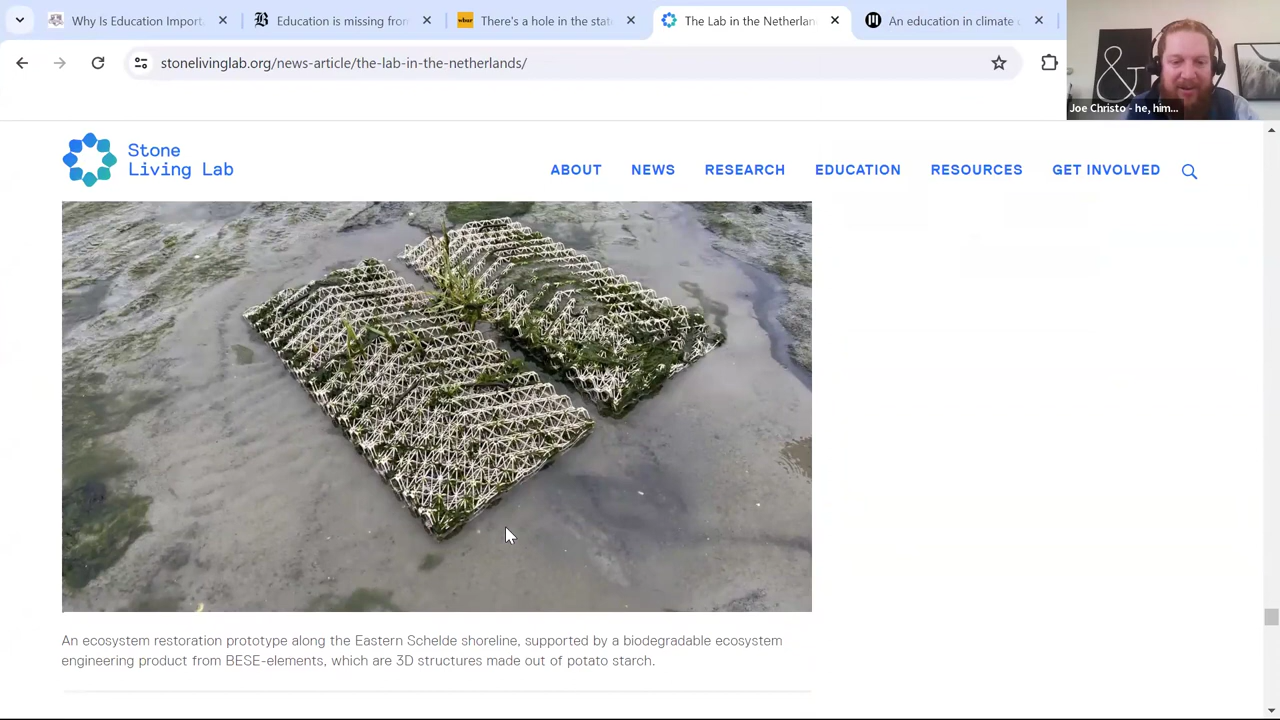 Why Is Education Import
Education is missing from
There's a hole in the stat
The Lab in the Netherlan
An education in climate
stonelivinglab.org/news-article/the-lab-in-the-netherlands/
Joe Christo - he, him...
Stone
Living Lab
ABOUT NEWS RESEARCH EDUCATION RESOURCES GET INVOLVED
An ecosystem restoration prototype along the Eastern Schelde shoreline, supported by a biodegradable ecosystem
engineering product from BESE-elements, which are 3D structures made out of potato starch.